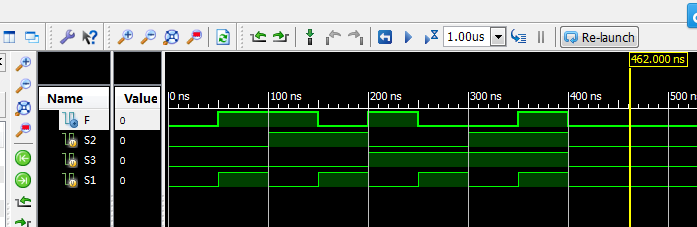 1.00us Re-launch
462.000 ns
Name Value
0 ns 100 ns 200 ns 300 ns 400 ns 500 n
F 0
S2 0
S3 0
S1 0